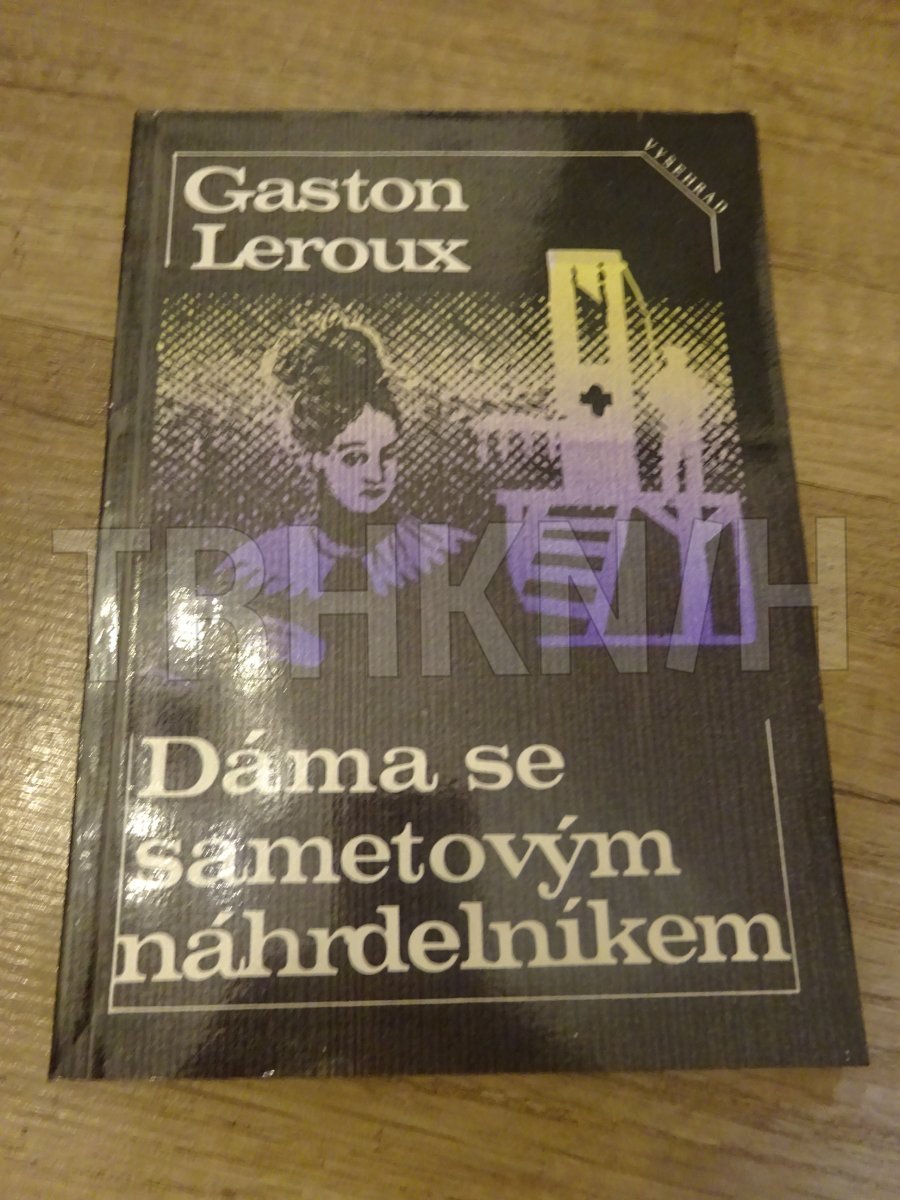 VYŠEHRAD
Gaston
Leroux
TRHKNIH
Dáma se
sametovým
náhrdelníkem